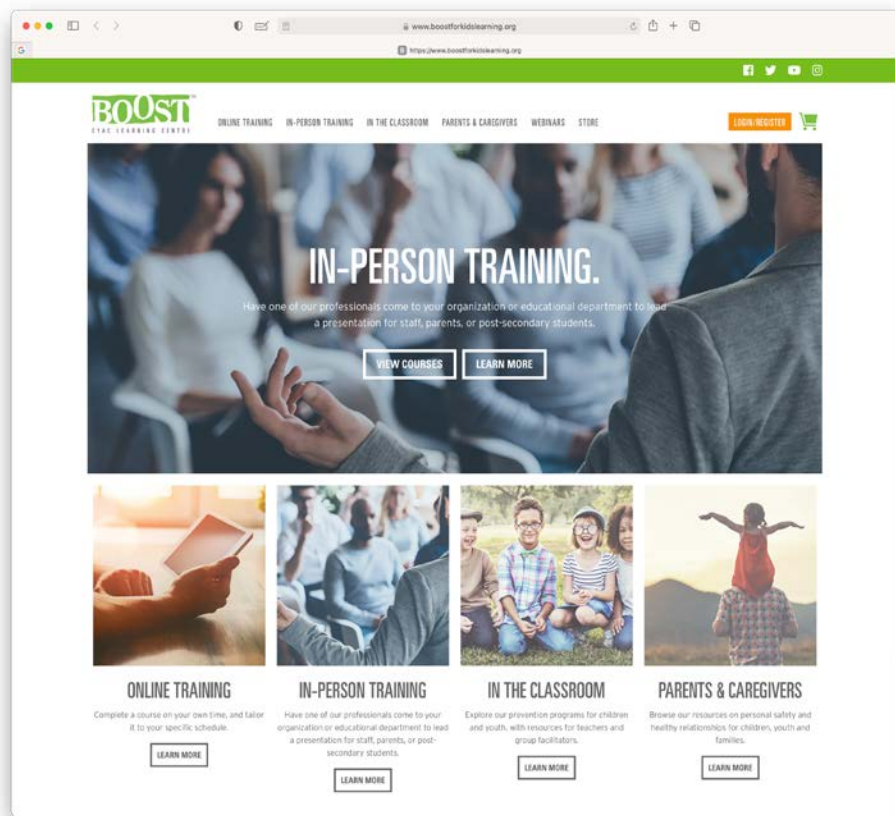 www.boostforkidslearning.org
https://www.boostforkidslearning.org
BOOST™
CYAC LEARNING CENTRE
ONLINE TRAINING IN-PERSON TRAINING IN THE CLASSROOM PARENTS & CAREGIVERS WEBINARS STORE
LOGIN/REGISTER
IN-PERSON TRAINING.
Have one of our professionals come to your organization or educational department to lead
a presentation for staff, parents, or post-secondary students.
VIEW COURSES LEARN MORE
ONLINE TRAINING
Complete a course on your own time, and tailor
it to your specific schedule.
LEARN MORE
IN-PERSON TRAINING
Have one of our professionals come to your
organization or educational department to lead
a presentation for staff, parents, or post-
secondary students.
LEARN MORE
IN THE CLASSROOM
Explore our prevention programs for children
and youth, with resources for teachers and
group facilitators.
LEARN MORE
PARENTS & CAREGIVERS
Browse our resources on personal safety and
healthy relationships for children, youth and
families.
LEARN MORE